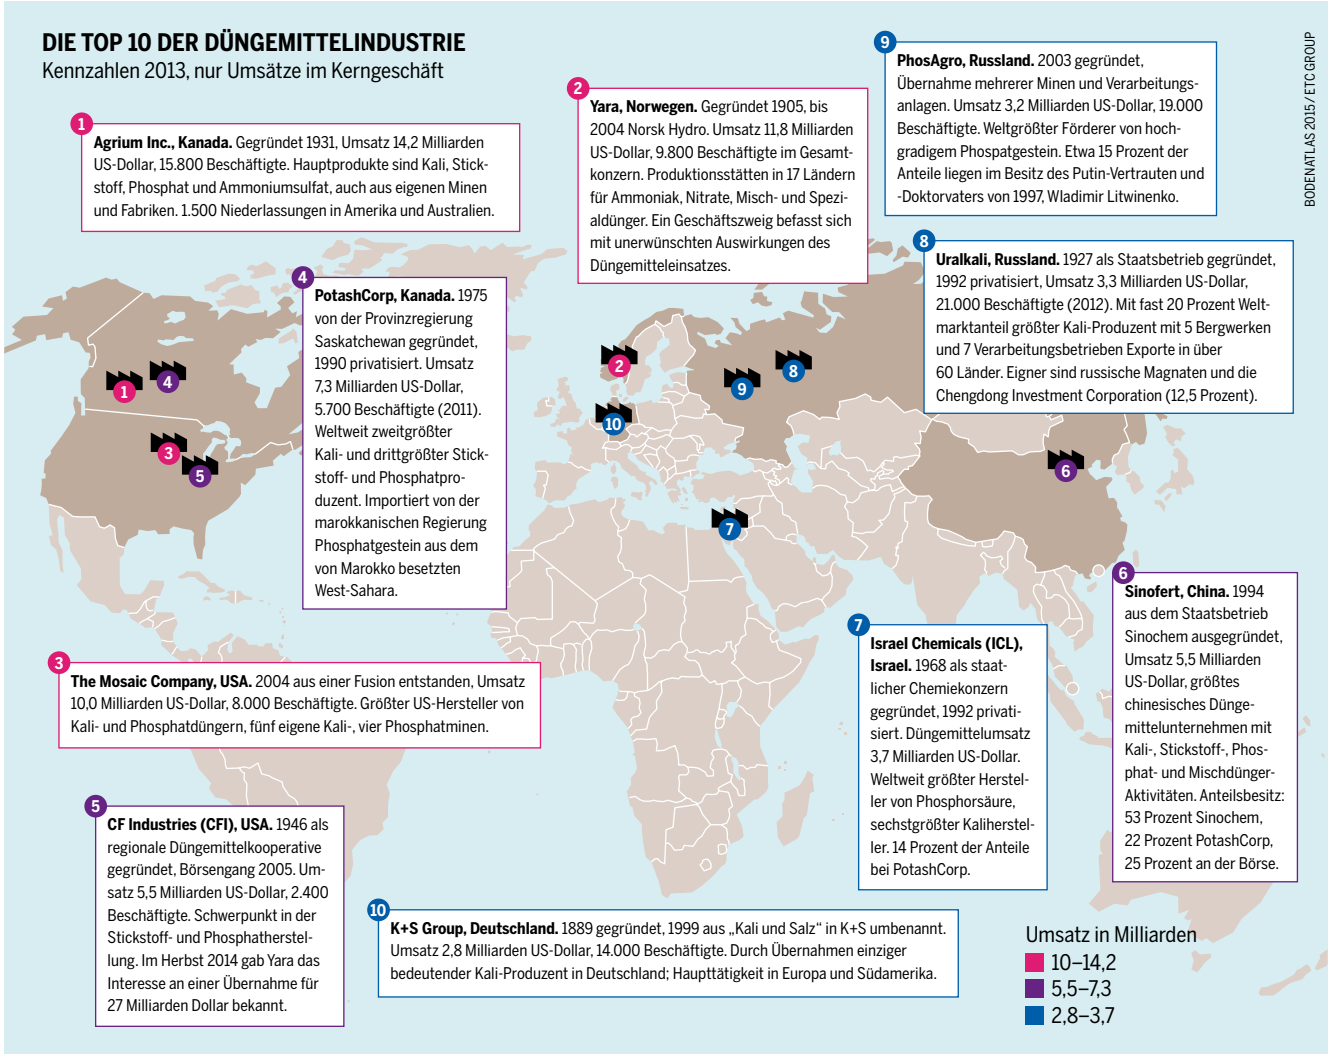 DIE TOP 10 DER DÜNGEMITTELINDUSTRIE
Kennzahlen 2013, nur Umsätze im Kerngeschäft
BODENATLAS 2015 / ETC GROUP
1
Agrium Inc., Kanada. Gegründet 1931, Umsatz 14,2 Milliarden
US-Dollar, 15.800 Beschäftigte. Hauptprodukte sind Kali, Stick-
stoff, Phosphat und Ammoniumsulfat, auch aus eigenen Minen
und Fabriken. 1.500 Niederlassungen in Amerika und Australien.
2
Yara, Norwegen. Gegründet 1905, bis
2004 Norsk Hydro. Umsatz 11,8 Milliarden
US-Dollar, 9.800 Beschäftigte im Gesamt-
konzern. Produktionsstätten in 17 Ländern
für Ammoniak, Nitrate, Misch- und Spezi-
aldünger. Ein Geschäftszweig befasst sich
mit unerwünschten Auswirkungen des
Düngemitteleinsatzes.
9
PhosAgro, Russland. 2003 gegründet,
Übernahme mehrerer Minen und Verarbeitungs-
anlagen. Umsatz 3,2 Milliarden US-Dollar, 19.000
Beschäftigte. Weltgrößter Förderer von hoch-
gradigem Phospatgestein. Etwa 15 Prozent der
Anteile liegen im Besitz des Putin-Vertrauten und
-Doktorvaters von 1997, Wladimir Litwinenko.
8
Uralkali, Russland. 1927 als Staatsbetrieb gegründet,
1992 privatisiert, Umsatz 3,3 Milliarden US-Dollar,
21.000 Beschäftigte (2012). Mit fast 20 Prozent Welt-
marktanteil größter Kali-Produzent mit 5 Bergwerken
und 7 Verarbeitungsbetrieben Exporte in über
60 Länder. Eigner sind russische Magnaten und die
Chengdong Investment Corporation (12,5 Prozent).
4
PotashCorp, Kanada. 1975
von der Provinzregierung
Saskatchewan gegründet,
1990 privatisiert. Umsatz
7,3 Milliarden US-Dollar,
5.700 Beschäftigte (2011).
Weltweit zweitgrößter
Kali- und drittgrößter Stick-
stoff- und Phosphatpro-
duzent. Importiert von der
marokkanischen Regierung
Phosphatgestein aus dem
von Marokko besetzten
West-Sahara.
1
4
3
5
2
10
9
8
7
6
6
Sinofert, China. 1994
aus dem Staatsbetrieb
Sinochem ausgegründet,
Umsatz 5,5 Milliarden
US-Dollar, größtes
chinesisches Dünge-
mittelunternehmen mit
Kali-, Stickstoff-, Phos-
phat- und Mischdünger-
Aktivitäten. Anteilsbesitz:
53 Prozent Sinochem,
22 Prozent PotashCorp,
25 Prozent an der Börse.
7
Israel Chemicals (ICL),
Israel. 1968 als staat-
licher Chemiekonzern
gegründet, 1992 privati-
siert. Düngemittelumsatz
3,7 Milliarden US-Dollar.
Weltweit größter Herstel-
ler von Phosphorsäure,
sechstgrößter Kaliherstel-
ler. 14 Prozent der Anteile
bei PotashCorp.
3
The Mosaic Company, USA. 2004 aus einer Fusion entstanden, Umsatz
10,0 Milliarden US-Dollar, 8.000 Beschäftigte. Größter US-Hersteller von
Kali- und Phosphatdüngern, fünf eigene Kali-, vier Phosphatminen.
5
CF Industries (CFI), USA. 1946 als
regionale Düngemittelkooperative
gegründet, Börsengang 2005. Um-
satz 5,5 Milliarden US-Dollar, 2.400
Beschäftigte. Schwerpunkt in der
Stickstoff- und Phosphatherstel-
lung. Im Herbst 2014 gab Yara das
Interesse an einer Übernahme für
27 Milliarden Dollar bekannt.
10
K+S Group, Deutschland. 1889 gegründet, 1999 aus „Kali und Salz“ in K+S umbenannt.
Umsatz 2,8 Milliarden US-Dollar, 14.000 Beschäftigte. Durch Übernahmen einziger
bedeutender Kali-Produzent in Deutschland; Haupttätigkeit in Europa und Südamerika.
Umsatz in Milliarden
10–14,2
5,5–7,3
2,8–3,7